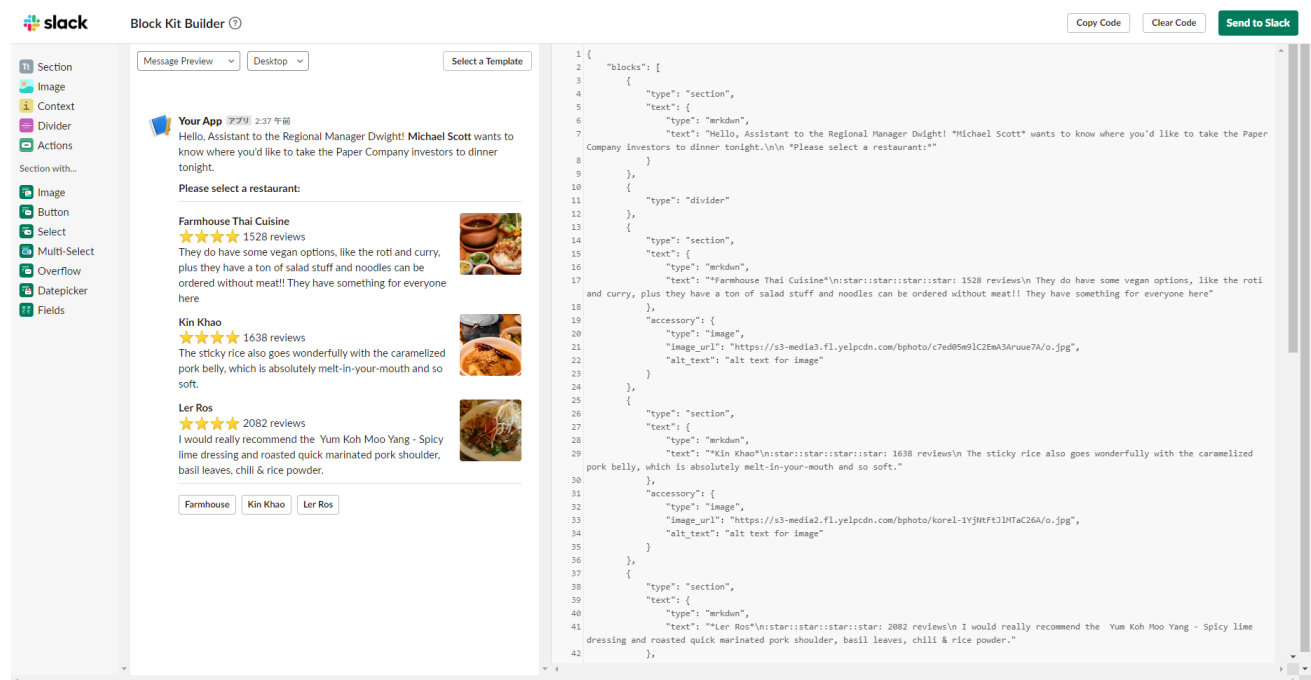 slack
Block Kit Builder ?
Copy Code
Clear Code
Send to Slack
Tt Section
Image
i Context
Divider
Actions
Section with...
Image
Button
Select
Multi-Select
Overflow
Datepicker
Fields
Message Preview
Desktop
Select a Template
Your App アプリ 2:37 午前
Hello, Assistant to the Regional Manager Dwight! Michael Scott wants to
know where you'd like to take the Paper Company investors to dinner
tonight.
Please select a restaurant:
Farmhouse Thai Cuisine
1528 reviews
They do have some vegan options, like the roti and curry,
plus they have a ton of salad stuff and noodles can be
ordered without meat!! They have something for everyone
here
Kin Khao
1638 reviews
The sticky rice also goes wonderfully with the caramelized
pork belly, which is absolutely melt-in-your-mouth and so
soft.
Ler Ros
2082 reviews
I would really recommend the  Yum Koh Moo Yang - Spicy
lime dressing and roasted quick marinated pork shoulder,
basil leaves, chili & rice powder.
Farmhouse
Kin Khao
Ler Ros
1 {
2 "blocks": [
3 {
4 "type": "section",
5 "text": {
6 "type": "mrkdwn",
7 "text": "Hello, Assistant to the Regional Manager Dwight! *Michael Scott* wants to know where you'd like to take the Paper
Company investors to dinner tonight.\n\n *Please select a restaurant:*"
8 }
9 },
10 {
11 "type": "divider"
12 },
13 {
14 "type": "section",
15 "text": {
16 "type": "mrkdwn",
17 "text": "*Farmhouse Thai Cuisine*\n:star::star::star::star: 1528 reviews\n They do have some vegan options, like the roti
and curry, plus they have a ton of salad stuff and noodles can be ordered without meat!! They have something for everyone here"
18 },
19 "accessory": {
20 "type": "image",
21 "image_url": "https://s3-media3.fl.yelpcdn.com/bphoto/c7ed05m9lC2EmA3Aruue7A/o.jpg",
22 "alt_text": "alt text for image"
23 }
24 },
25 {
26 "type": "section",
27 "text": {
28 "type": "mrkdwn",
29 "text": "*Kin Khao*\n:star::star::star::star: 1638 reviews\n The sticky rice also goes wonderfully with the caramelized
pork belly, which is absolutely melt-in-your-mouth and so soft."
30 },
31 "accessory": {
32 "type": "image",
33 "image_url": "https://s3-media2.fl.yelpcdn.com/bphoto/korel-1YjNtFtJlMTaC26A/o.jpg",
34 "alt_text": "alt text for image"
35 }
36 },
37 {
38 "type": "section",
39 "text": {
40 "type": "mrkdwn",
41 "text": "*Ler Ros*\n:star::star::star::star: 2082 reviews\n I would really recommend the  Yum Koh Moo Yang - Spicy lime
dressing and roasted quick marinated pork shoulder, basil leaves, chili & rice powder."
42 },